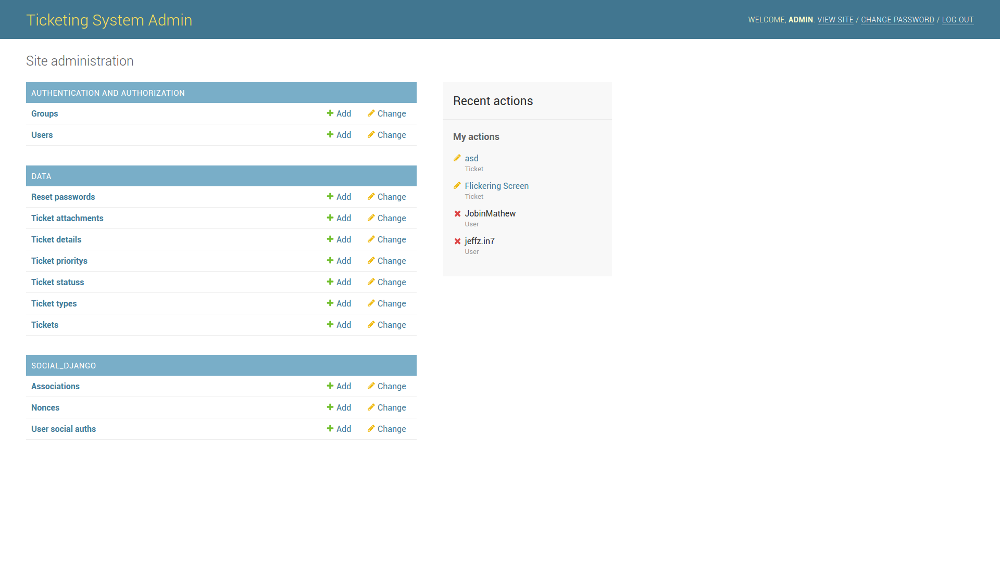 Ticketing System Admin
WELCOME, ADMIN. VIEW SITE / CHANGE PASSWORD / LOG OUT
Site administration
AUTHENTICATION AND AUTHORIZATION
Groups Add Change
Users Add Change
DATA
Reset passwords Add Change
Ticket attachments Add Change
Ticket details Add Change
Ticket prioritys Add Change
Ticket statuss Add Change
Ticket types Add Change
Tickets Add Change
SOCIAL_DJANGO
Associations Add Change
Nonces Add Change
User social auths Add Change
Recent actions
My actions
asd
Ticket
Flickering Screen
Ticket
JobinMathew
User
jeffz.in7
User